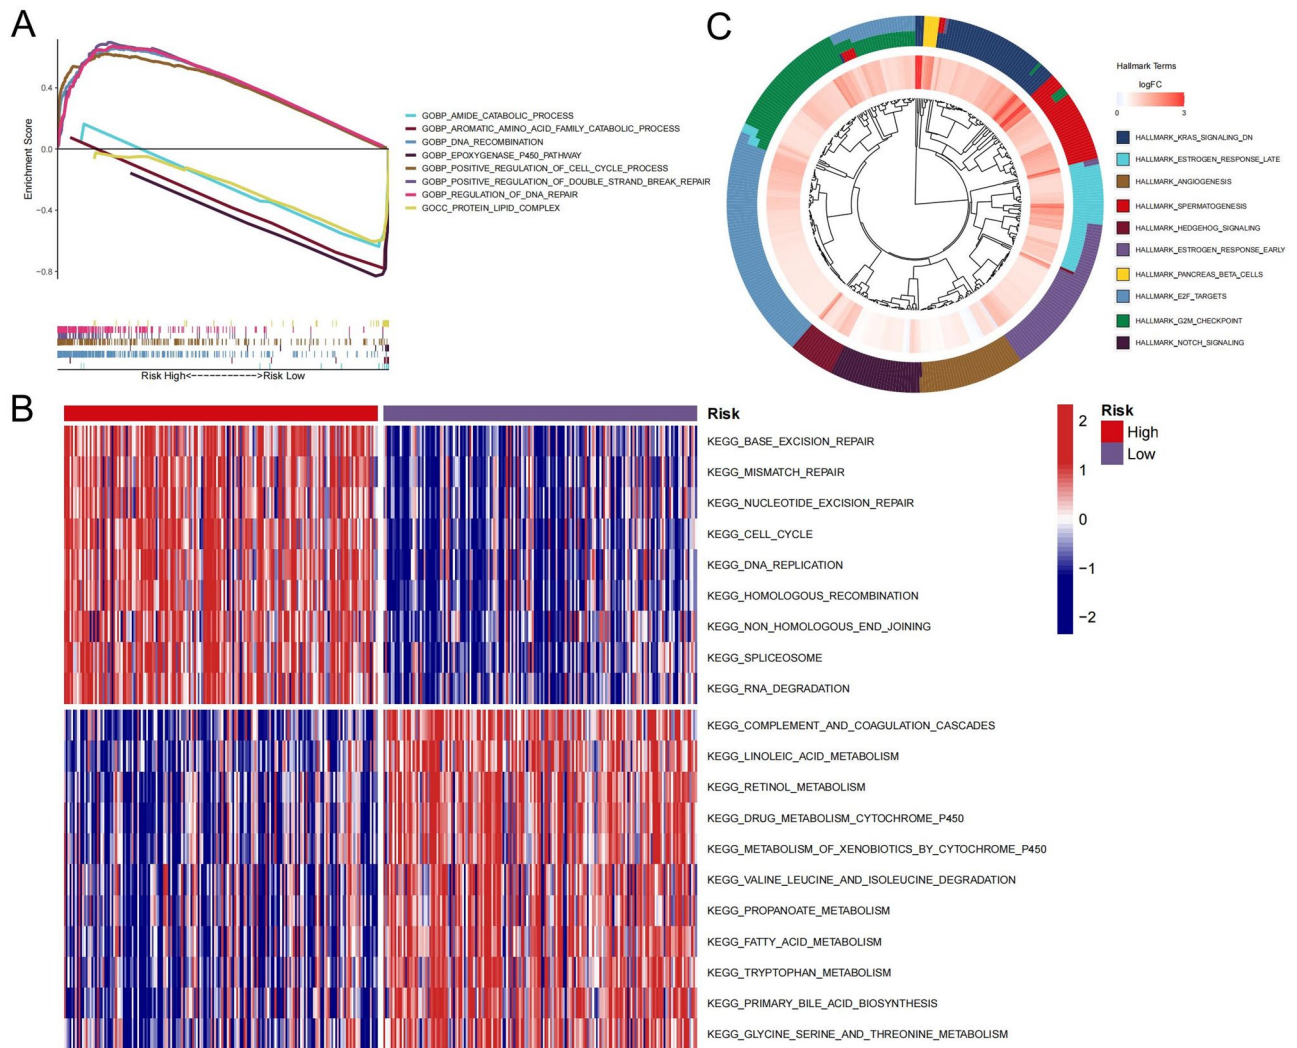 A
Enrichment Score
0.4
0.0
−0.4
−0.8
GOBP_AMIDE_CATABOLIC_PROCESS
GOBP_AROMATIC_AMINO_ACID_FAMILY_CATABOLIC_PROCESS
GOBP_DNA_RECOMBINATION
GOBP_EPOXYGENASE_P450_PATHWAY
GOBP_POSITIVE_REGULATION_OF_CELL_CYCLE_PROCESS
GOBP_POSITIVE_REGULATION_OF_DOUBLE_STRAND_BREAK_REPAIR
GOBP_REGULATION_OF_DNA_REPAIR
GOCC_PROTEIN_LIPID_COMPLEX
Risk High<------------>Risk Low
C
Hallmark Terms
logFC
0 3
HALLMARK_KRAS_SIGNALING_DN
HALLMARK_ESTROGEN_RESPONSE_LATE
HALLMARK_ANGIOGENESIS
HALLMARK_SPERMATOGENESIS
HALLMARK_HEDGEHOG_SIGNALING
HALLMARK_ESTROGEN_RESPONSE_EARLY
HALLMARK_PANCREAS_BETA_CELLS
HALLMARK_E2F_TARGETS
HALLMARK_G2M_CHECKPOINT
HALLMARK_NOTCH_SIGNALING
B
Risk
KEGG_BASE_EXCISION_REPAIR
KEGG_MISMATCH_REPAIR
KEGG_NUCLEOTIDE_EXCISION_REPAIR
KEGG_CELL_CYCLE
KEGG_DNA_REPLICATION
KEGG_HOMOLOGOUS_RECOMBINATION
KEGG_NON_HOMOLOGOUS_END_JOINING
KEGG_SPLICEOSOME
KEGG_RNA_DEGRADATION
KEGG_COMPLEMENT_AND_COAGULATION_CASCADES
KEGG_LINOLEIC_ACID_METABOLISM
KEGG_RETINOL_METABOLISM
KEGG_DRUG_METABOLISM_CYTOCHROME_P450
KEGG_METABOLISM_OF_XENOBIOTICS_BY_CYTOCHROME_P450
KEGG_VALINE_LEUCINE_AND_ISOLEUCINE_DEGRADATION
KEGG_PROPANOATE_METABOLISM
KEGG_FATTY_ACID_METABOLISM
KEGG_TRYPTOPHAN_METABOLISM
KEGG_PRIMARY_BILE_ACID_BIOSYNTHESIS
KEGG_GLYCINE_SERINE_AND_THREONINE_METABOLISM
2
1
0
−1
−2
Risk
High
Low